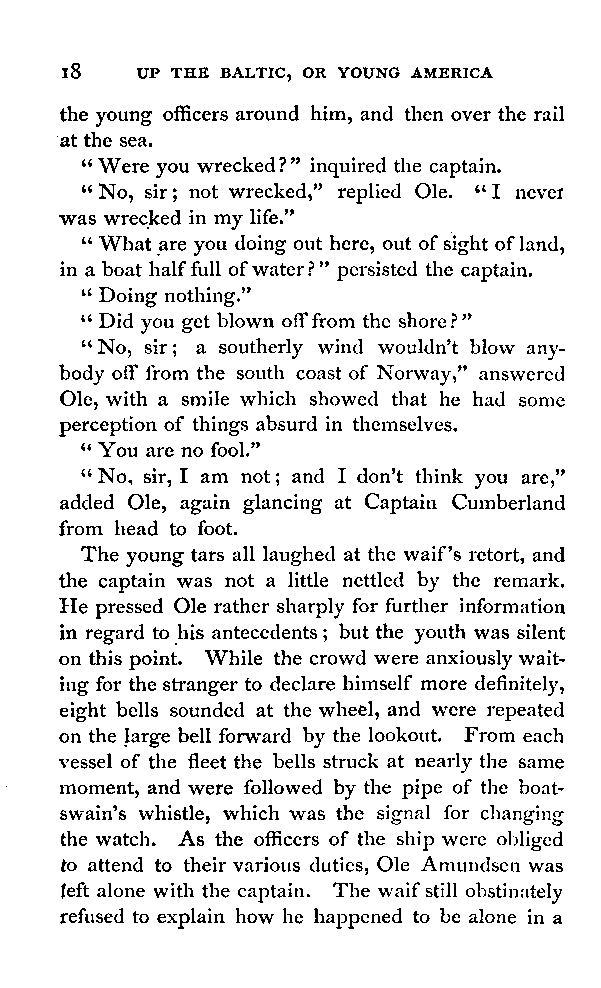 18 UP THE BALTIC, OR YOUNG AMERICA
the young officers around him, and then over the rail
at the sea.
“Were you wrecked?” inquired the captain.
“No, sir; not wrecked,” replied Ole. “I never
was wrecked in my life.”
“What are you doing out here, out of sight of land,
in a boat half full of water?” persisted the captain.
“Doing nothing.”
“Did you get blown off from the shore?”
“No, sir; a southerly wind wouldn’t blow any-
body off from the south coast of Norway,” answered
Ole, with a smile which showed that he had some
perception of things absurd in themselves.
“You are no fool.”
“No, sir, I am not; and I don’t think you are,”
added Ole, again glancing at Captain Cumberland
from head to foot.
The young tars all laughed at the waif’s retort, and
the captain was not a little nettled by the remark.
He pressed Ole rather sharply for further information
in regard to his antecedents; but the youth was silent
on this point. While the crowd were anxiously wait-
ing for the stranger to declare himself more definitely,
eight bells sounded at the wheel, and were repeated
on the large bell forward by the lookout. From each
vessel of the fleet the bells struck at nearly the same
moment, and were followed by the pipe of the boat-
swain’s whistle, which was the signal for changing
the watch. As the officers of the ship were obliged
to attend to their various duties, Ole Amundsen was
left alone with the captain. The waif still obstinately
refused to explain how he happened to be alone in a